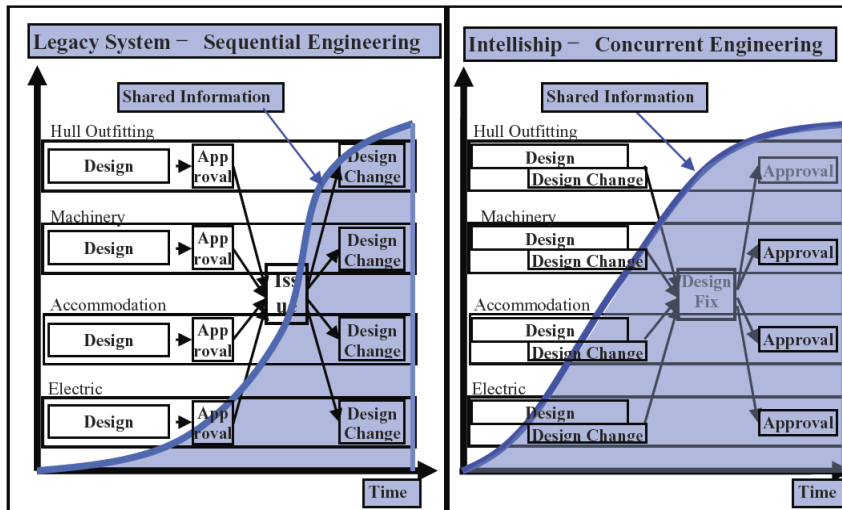 Legacy System – Sequential Engineering
Shared Information
Hull Outfitting
Design
App
roval
Design
Change
Machinery
Design
App
roval
Design
Change
Iss
ue
Accommodation
Design
App
roval
Design
Change
Electric
Design
App
roval
Design
Change
Time
Intelliship – Concurrent Engineering
Shared Information
Hull Outfitting
Design
Design Change
Approval
Machinery
Design
Design Change
Approval
Design
Fix
Accommodation
Design
Design Change
Approval
Electric
Design
Design Change
Approval
Time